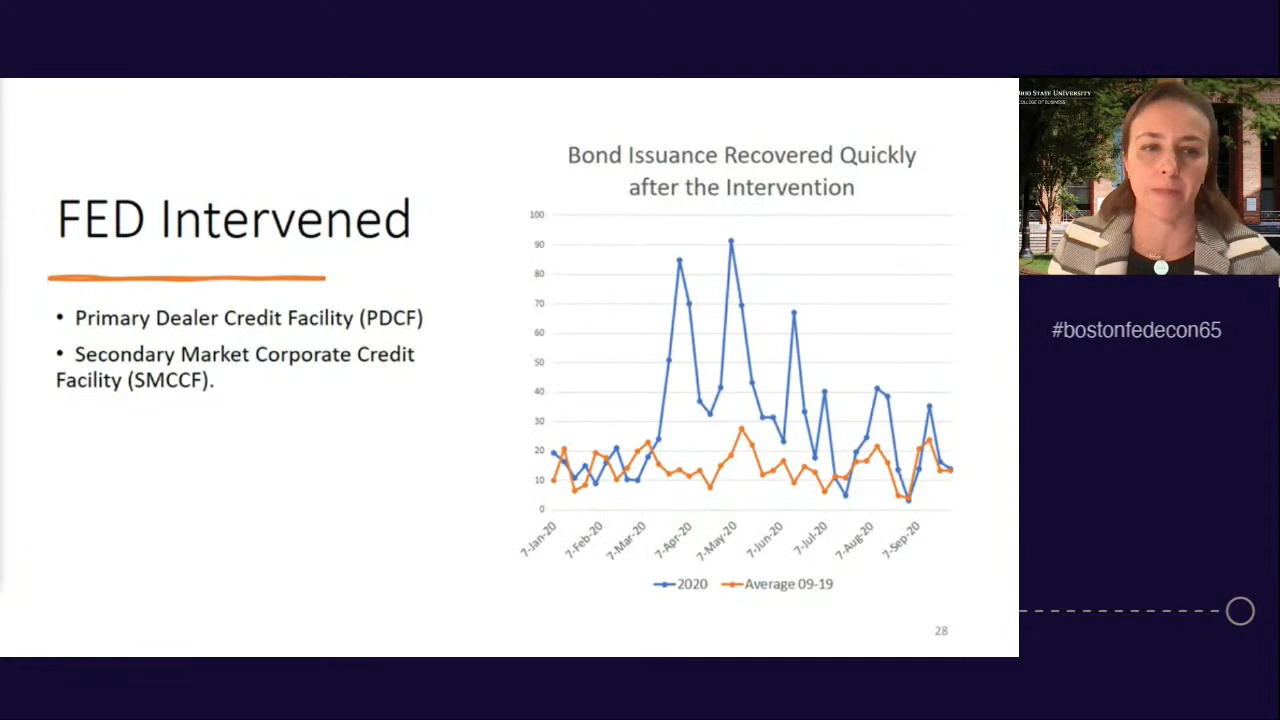 FED Intervened
• Primary Dealer Credit Facility (PDCF)
• Secondary Market Corporate Credit
Facility (SMCCF).
Bond Issuance Recovered Quickly
after the Intervention
100
90
80
70
60
50
40
30
20
10
0
7-Jan-20
7-Feb-20
7-Mar-20
7-Apr-20
7-May-20
7-Jun-20
7-Jul-20
7-Aug-20
7-Sep-20
2020
Average 09-19
28
HIO STATE UNIVERSITY
COLLEGE OF BUSINESS
#bostonfedecon65